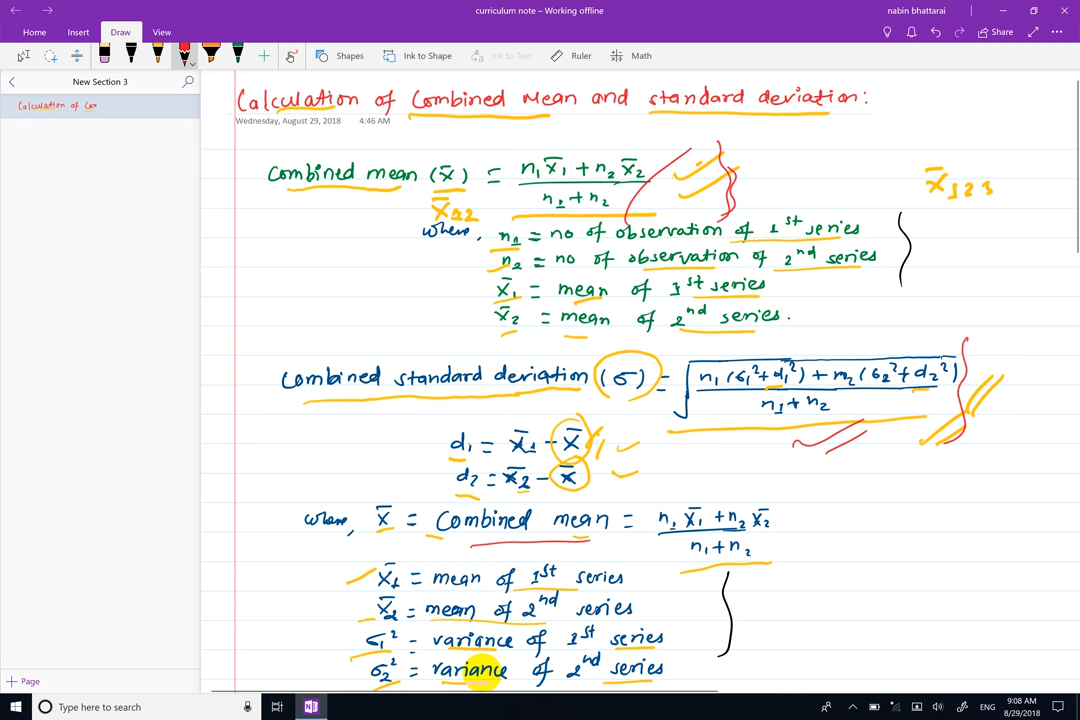 curriculum note – Working offline
nabin bhattarai
Home Insert Draw View
Share
Shapes Ink to Shape Ink to Text Ruler Math
New Section 3
Calculation of Com
Calculation of Combined Mean and standard deviation:
Wednesday, August 29, 2018 4:46 AM
Combined mean (x̄) = n₁x̄₁ + n₂x̄₂ / n₁ + n₂
x̄₁₂
x̄₁₂₃
where, n₁ = no of observation of 1st series
n₂ = no of observation of 2nd series
x̄₁ = mean of 1st series
x̄₂ = mean of 2nd series.
Combined standard deviation (σ) = √ n₁(σ₁²+d₁²) + n₂(σ₂²+d₂²) / n₁+n₂
d₁ = x̄₁ – x̄
d₂ = x̄₂ – x̄
where, x̄ = Combined mean = n₁x̄₁ + n₂x̄₂ / n₁+n₂
x̄₁ = mean of 1st series
x̄₂ = mean of 2nd series
σ₁² = variance of 1st series
σ₂² = variance of 2nd series
+ Page
Type here to search
ENG
9:08 AM
8/29/2018